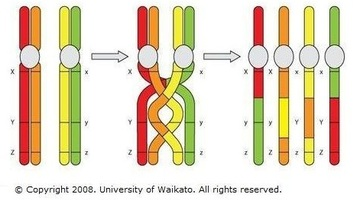 X x X x X x
Y y Y y Y y
Z z Z z Z z
© Copyright 2008. University of Waikato. All rights reserved.